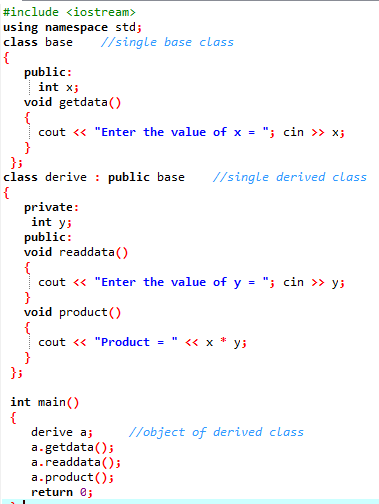 #include <iostream>
using namespace std;
class base    //single base class
{
   public:
     int x;
   void getdata()
   {
     cout << "Enter the value of x = "; cin >> x;
   }
 };
class derive : public base    //single derived class
{
   private:
    int y;
   public:
   void readdata()
   {
     cout << "Enter the value of y = "; cin >> y;
   }
   void product()
   {
     cout << "Product = " << x * y;
   }
 };

 int main()
 {
    derive a;     //object of derived class
    a.getdata();
    a.readdata();
    a.product();
    return 0;
 }